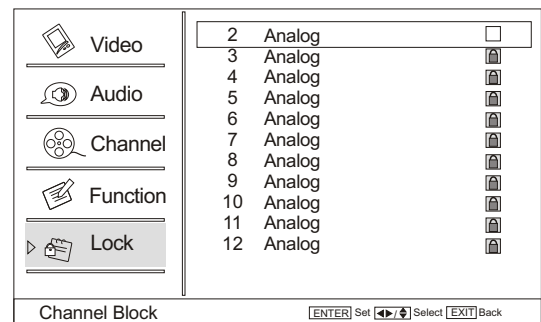 Video
Audio
Channel
Function
Lock
2 Analog
3 Analog
4 Analog
5 Analog
6 Analog
7 Analog
8 Analog
9 Analog
10 Analog
11 Analog
12 Analog
Channel Block
ENTER Set ◀▶/▲▼ Select EXIT Back